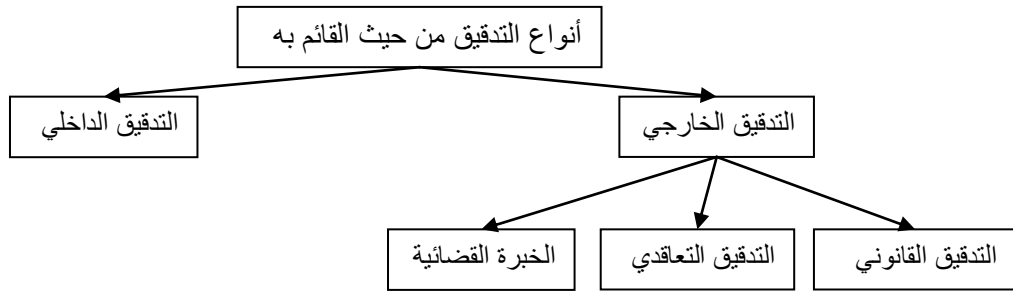 أنواع التدقيق من حيث القائم به
التدقيق الخارجي
التدقيق الداخلي
التدقيق القانوني
التدقيق التعاقدي
الخبرة القضائية